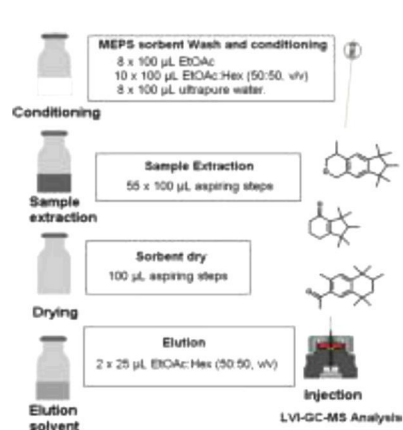 MEPS sorbent Wash and conditioning
8 x 100 µL EtOAc
10 x 100 µL EtOAc:Hex (50:50, v/v)
8 x 100 µL ultrapure water.
Conditioning
Sample Extraction
55 x 100 µL aspiring steps
Sample
extraction
Sorbent dry
100 µL aspiring steps
Drying
Elution
2 x 25 µL EtOAc:Hex (50:50, v/v)
Elution
solvent
Injection
LVI-GC-MS Analysis